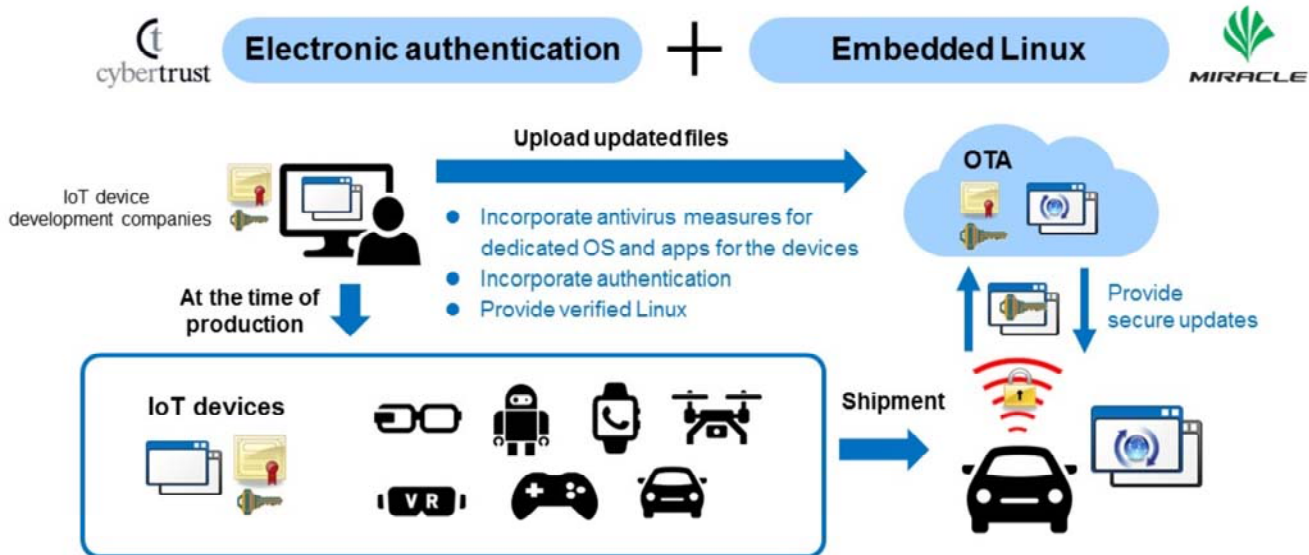 cybertrust
Electronic authentication
+
Embedded Linux
MIRACLE
IoT device
development companies
Upload updated files
OTA
● Incorporate antivirus measures for
dedicated OS and apps for the devices
● Incorporate authentication
● Provide verified Linux
At the time of
production
Provide
secure updates
IoT devices
VR
Shipment